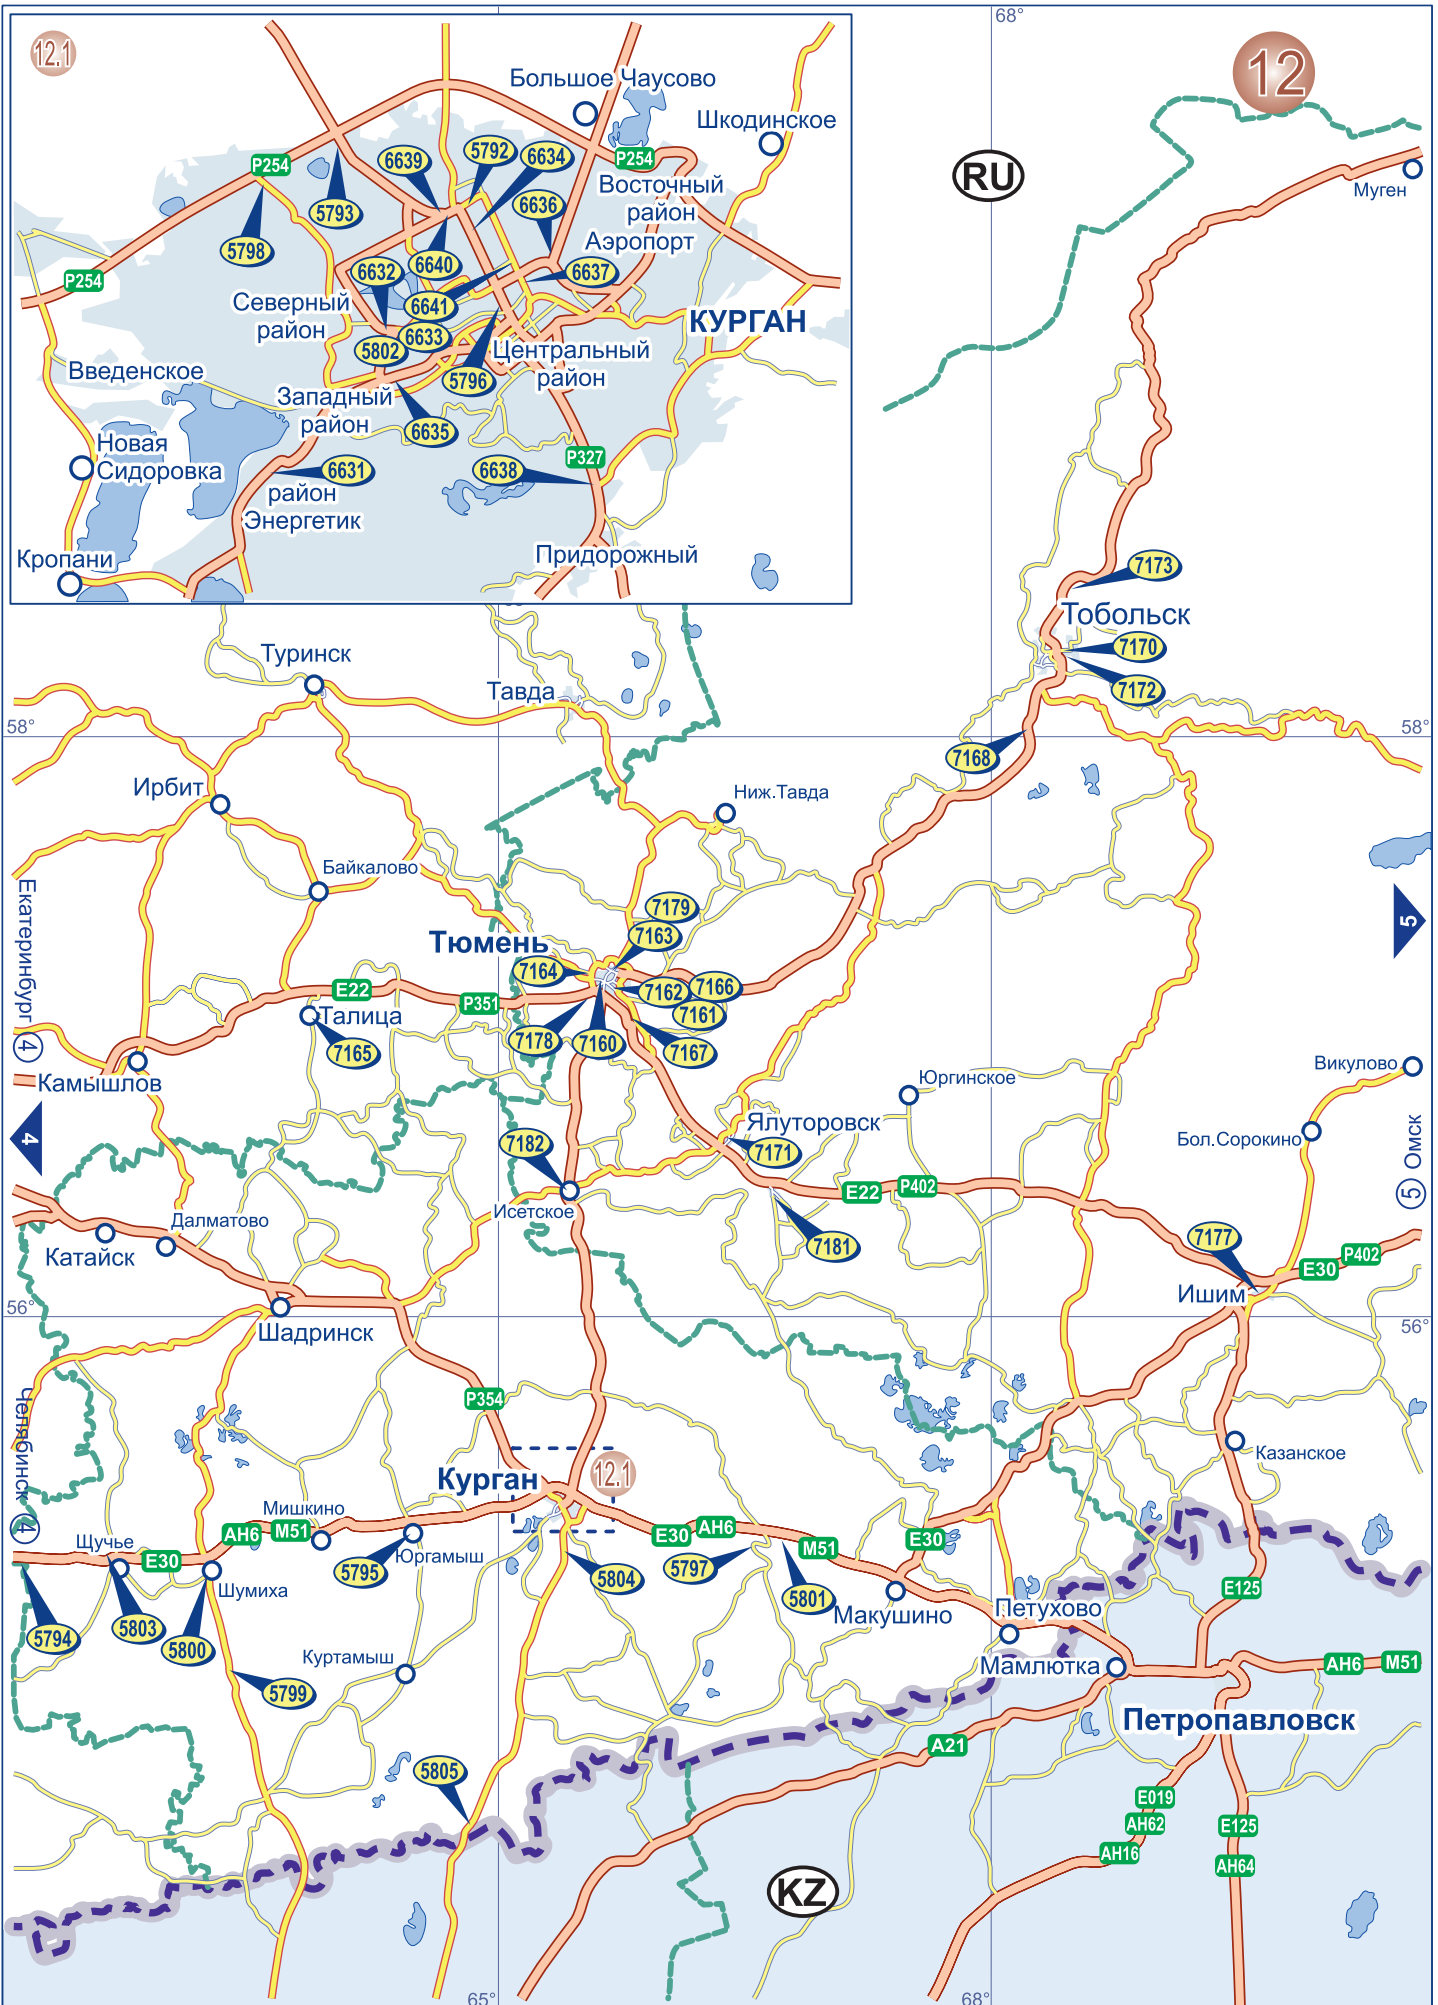 68°
12
12.1
Большое Чаусово
Шкодинское
P254
P254
6639
5792
6634
6636
Восточный
район
Аэропорт
5793
5798
P254
6632
6640
6637
6641
Северный
район
6633
5802
КУРГАН
Центральный
район
5796
Введенское
Западный
район
6635
Новая
Сидоровка
6631
район
Энергетик
6638
P327
Кропани
Придорожный
RU
Муген
7173
Тобольск
7170
7172
7168
Туринск
Тавда
58°
58°
Ирбит
Ниж.Тавда
Байкалово
Екатеринбург 4
5
7179
7163
Тюмень
7164
7162
7166
7161
E22
P351
Талица
7165
7178
7160
7167
Камышлов
4
Юргинское
Викулово
Ялуторовск
7171
7182
Бол.Сорокино
5 Омск
E22
P402
Исетское
Далматово
Катайск
7181
7177
P402
E30
Ишим
56°
56°
Шадринск
P354
Челябинск 4
Казанское
Курган
12.1
Мишкино
AH6
M51
Щучье
E30
Юргамыш
5795
E30
AH6
M51
E30
5797
5804
5801
Шумиха
Макушино
Петухово
E125
5794
5803
5800
Куртамыш
5799
Мамлютка
AH6
M51
Петропавловск
A21
5805
E019
AH62
AH16
E125
AH64
KZ
65°
68°